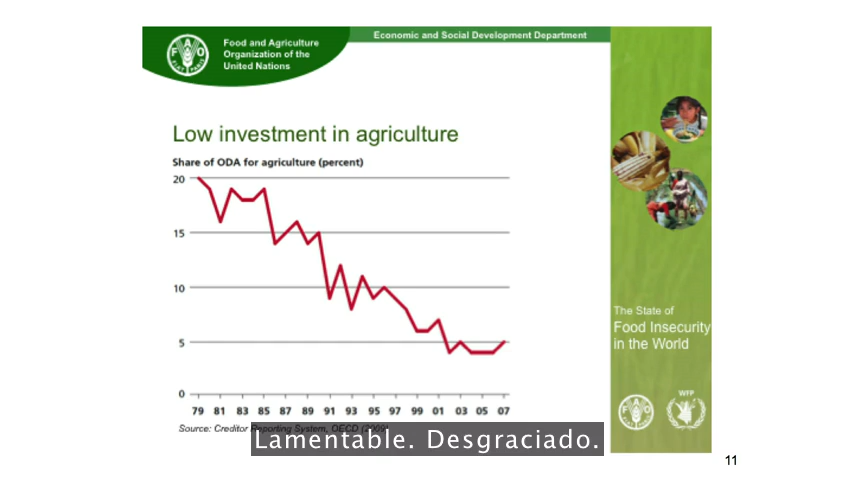 Food and Agriculture
Organization of the
United Nations
Economic and Social Development Department
Low investment in agriculture
Share of ODA for agriculture (percent)
20
15
10
5
0
79 81 83 85 87 89 91 93 95 97 99 01 03 05 07
Source: Creditor Reporting System, OECD (2009)
Lamentable. Desgraciado.
The State of
Food Insecurity
in the World
FAO
WFP
11